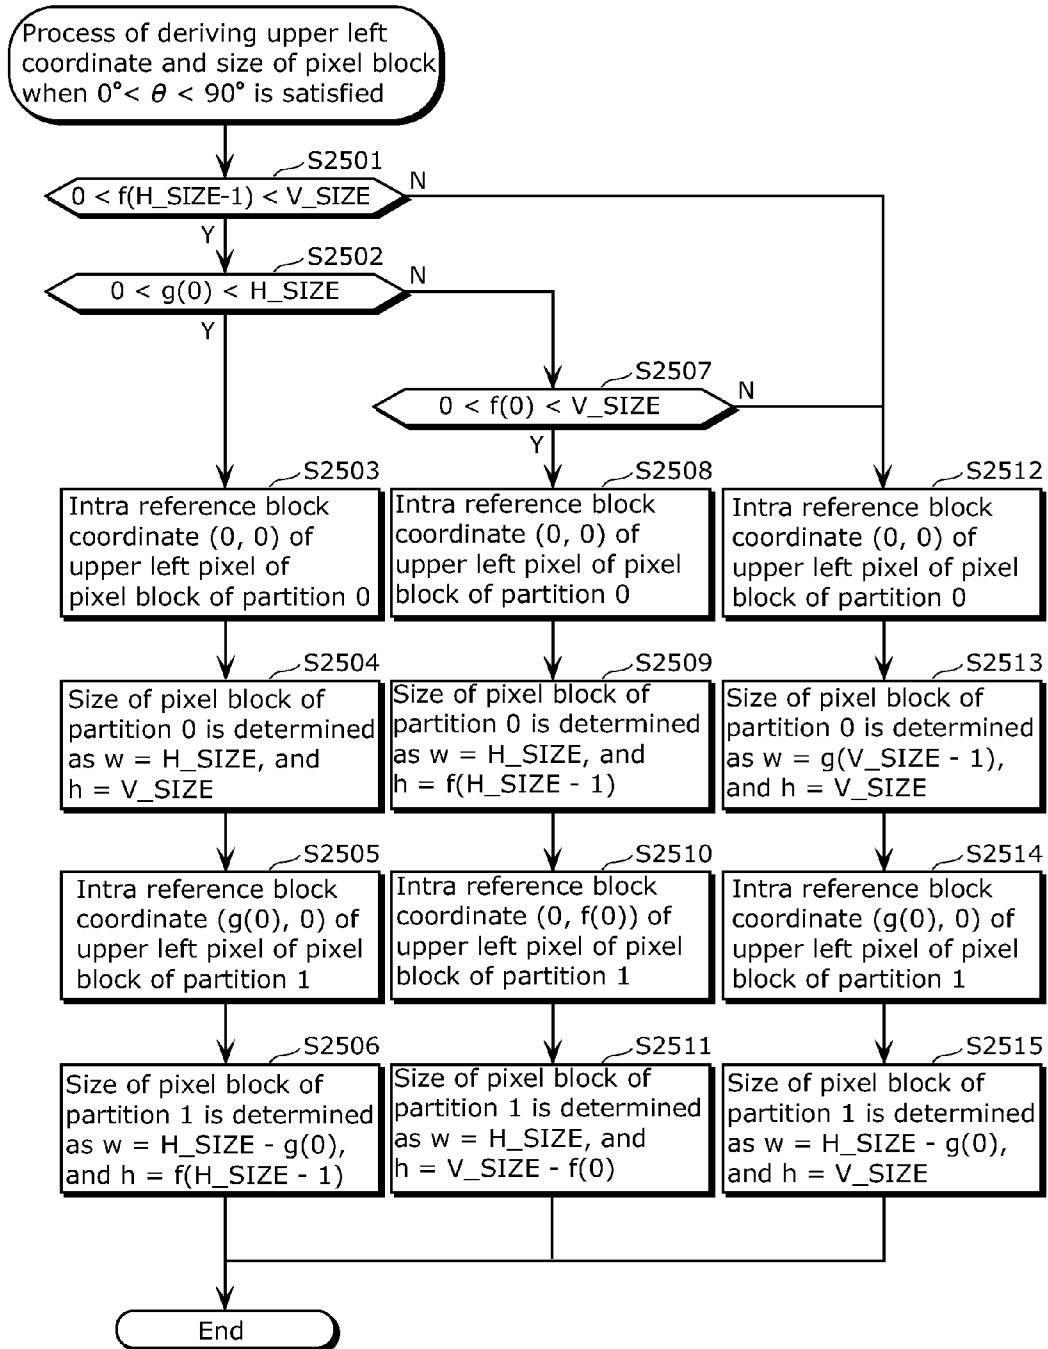 Process of deriving upper left
coordinate and size of pixel block
when 0°< θ < 90° is satisfied
S2501
0 < f(H_SIZE-1) < V_SIZE
N
Y
S2502
0 < g(0) < H_SIZE
N
Y
S2507
0 < f(0) < V_SIZE
N
Y
S2503
Intra reference block
coordinate (0, 0) of
upper left pixel of
pixel block of partition 0
S2504
Size of pixel block of
partition 0 is determined
as w = H_SIZE, and
h = V_SIZE
S2505
Intra reference block
coordinate (g(0), 0) of
upper left pixel of pixel
block of partition 1
S2506
Size of pixel block of
partition 1 is determined
as w = H_SIZE - g(0),
and h = f(H_SIZE - 1)
S2508
Intra reference block
coordinate (0, 0) of
upper left pixel of pixel
block of partition 0
S2509
Size of pixel block of
partition 0 is determined
as w = H_SIZE, and
h = f(H_SIZE - 1)
S2510
Intra reference block
coordinate (0, f(0)) of
upper left pixel of pixel
block of partition 1
S2511
Size of pixel block of
partition 1 is determined
as w = H_SIZE, and
h = V_SIZE - f(0)
S2512
Intra reference block
coordinate (0, 0) of
upper left pixel of pixel
block of partition 0
S2513
Size of pixel block of
partition 0 is determined
as w = g(V_SIZE - 1),
and h = V_SIZE
S2514
Intra reference block
coordinate (g(0), 0) of
upper left pixel of pixel
block of partition 1
S2515
Size of pixel block of
partition 1 is determined
as w = H_SIZE - g(0),
and h = V_SIZE
End